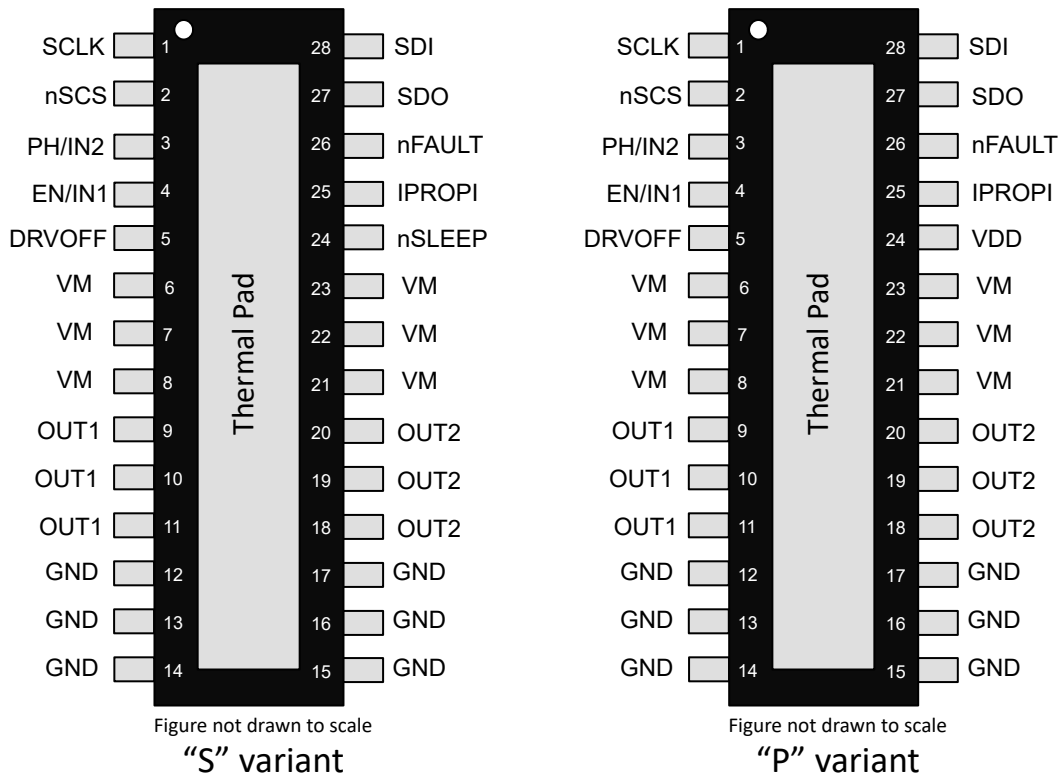 SCLK 1 28 SDI
nSCS 2 27 SDO
PH/IN2 3 26 nFAULT
EN/IN1 4 25 IPROPI
DRVOFF 5 24 nSLEEP
VM 6 23 VM
VM 7 22 VM
VM 8 21 VM
OUT1 9 20 OUT2
OUT1 10 19 OUT2
OUT1 11 18 OUT2
GND 12 17 GND
GND 13 16 GND
GND 14 15 GND
Thermal Pad
Figure not drawn to scale
“S” variant
SCLK 1 28 SDI
nSCS 2 27 SDO
PH/IN2 3 26 nFAULT
EN/IN1 4 25 IPROPI
DRVOFF 5 24 VDD
VM 6 23 VM
VM 7 22 VM
VM 8 21 VM
OUT1 9 20 OUT2
OUT1 10 19 OUT2
OUT1 11 18 OUT2
GND 12 17 GND
GND 13 16 GND
GND 14 15 GND
Thermal Pad
Figure not drawn to scale
“P” variant